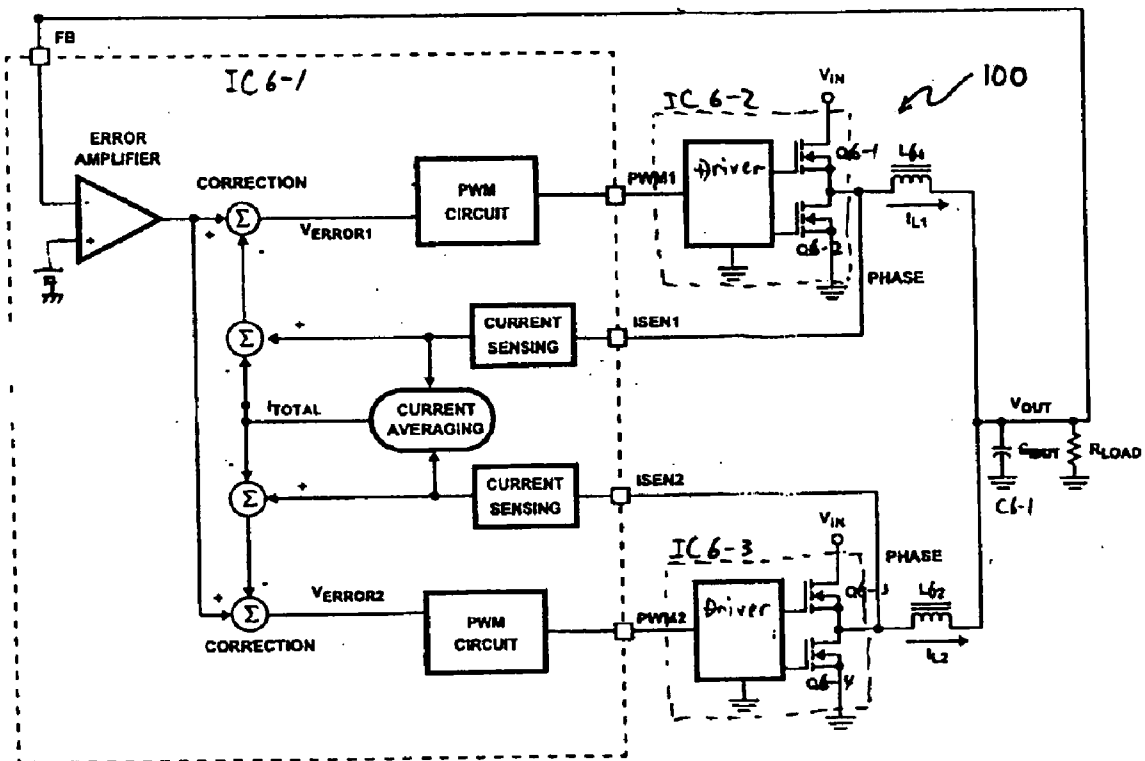 FB
IC 6-1
ERROR
AMPLIFIER
-
+
CORRECTION
Σ
+
-
VERROR1
PWM
CIRCUIT
PWM1
IC 6-2
VIN
100
Driver
Q6-1
Q6-2
L61
IL1
PHASE
Σ
+
CURRENT
SENSING
ISEN1
ITOTAL
CURRENT
AVERAGING
VOUT
RLOAD
C6-1
Σ
+
CURRENT
SENSING
ISEN2
VIN
PHASE
IC 6-3
Driver
Q6-3
Q6-4
L62
IL2
+
-
Σ
VERROR2
CORRECTION
PWM
CIRCUIT
PWM2